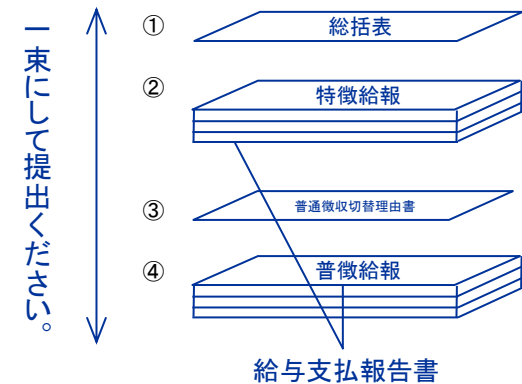 一束にして提出ください。
①
総括表
②
特徴給報
③
普通徴収切替理由書
④
普徴給報
給与支払報告書